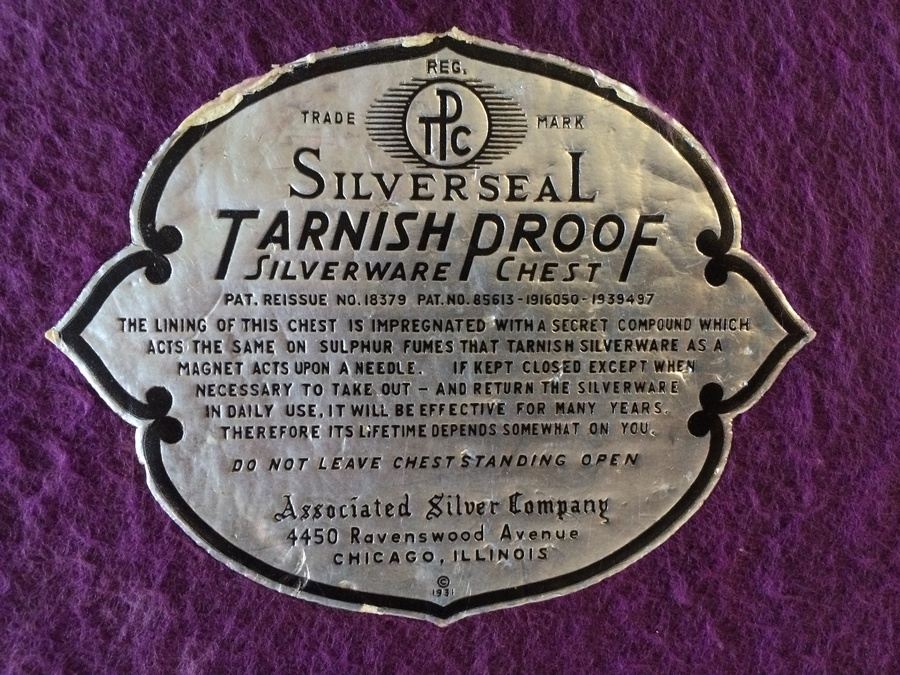 REG.
TRADE TPC MARK
SILVERSEAL
TARNISH PROOF
SILVERWARE CHEST
PAT. REISSUE NO. 18379 PAT. NO. 85613 - 1916050 - 1939497
THE LINING OF THIS CHEST IS IMPREGNATED WITH A SECRET COMPOUND WHICH
ACTS THE SAME ON SULPHUR FUMES THAT TARNISH SILVERWARE AS A
MAGNET ACTS UPON A NEEDLE. IF KEPT CLOSED EXCEPT WHEN
NECESSARY TO TAKE OUT - AND RETURN THE SILVERWARE
IN DAILY USE, IT WILL BE EFFECTIVE FOR MANY YEARS.
THEREFORE ITS LIFETIME DEPENDS SOMEWHAT ON YOU.
DO NOT LEAVE CHEST STANDING OPEN
Associated Silver Company
4450 Ravenswood Avenue
CHICAGO, ILLINOIS
©
1931